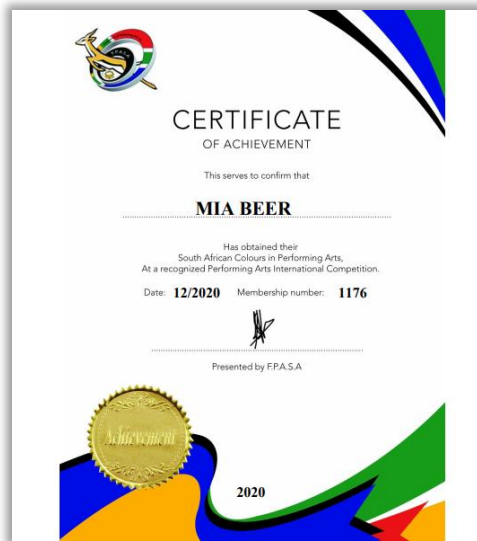 F.P.A.S.A
CERTIFICATE
OF ACHIEVEMENT
This serves to confirm that
MIA BEER
Has obtained their
South African Colours in Performing Arts,
At a recognized Performing Arts International Competition.
Date: 12/2020 Membership number: 1176
Presented by F.P.A.S.A
Achievement
2020